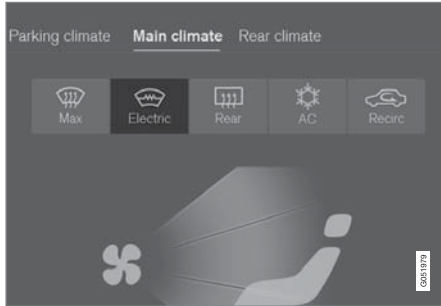 Parking climate Main climate Rear climate
Max Electric Rear AC Recirc
G051979